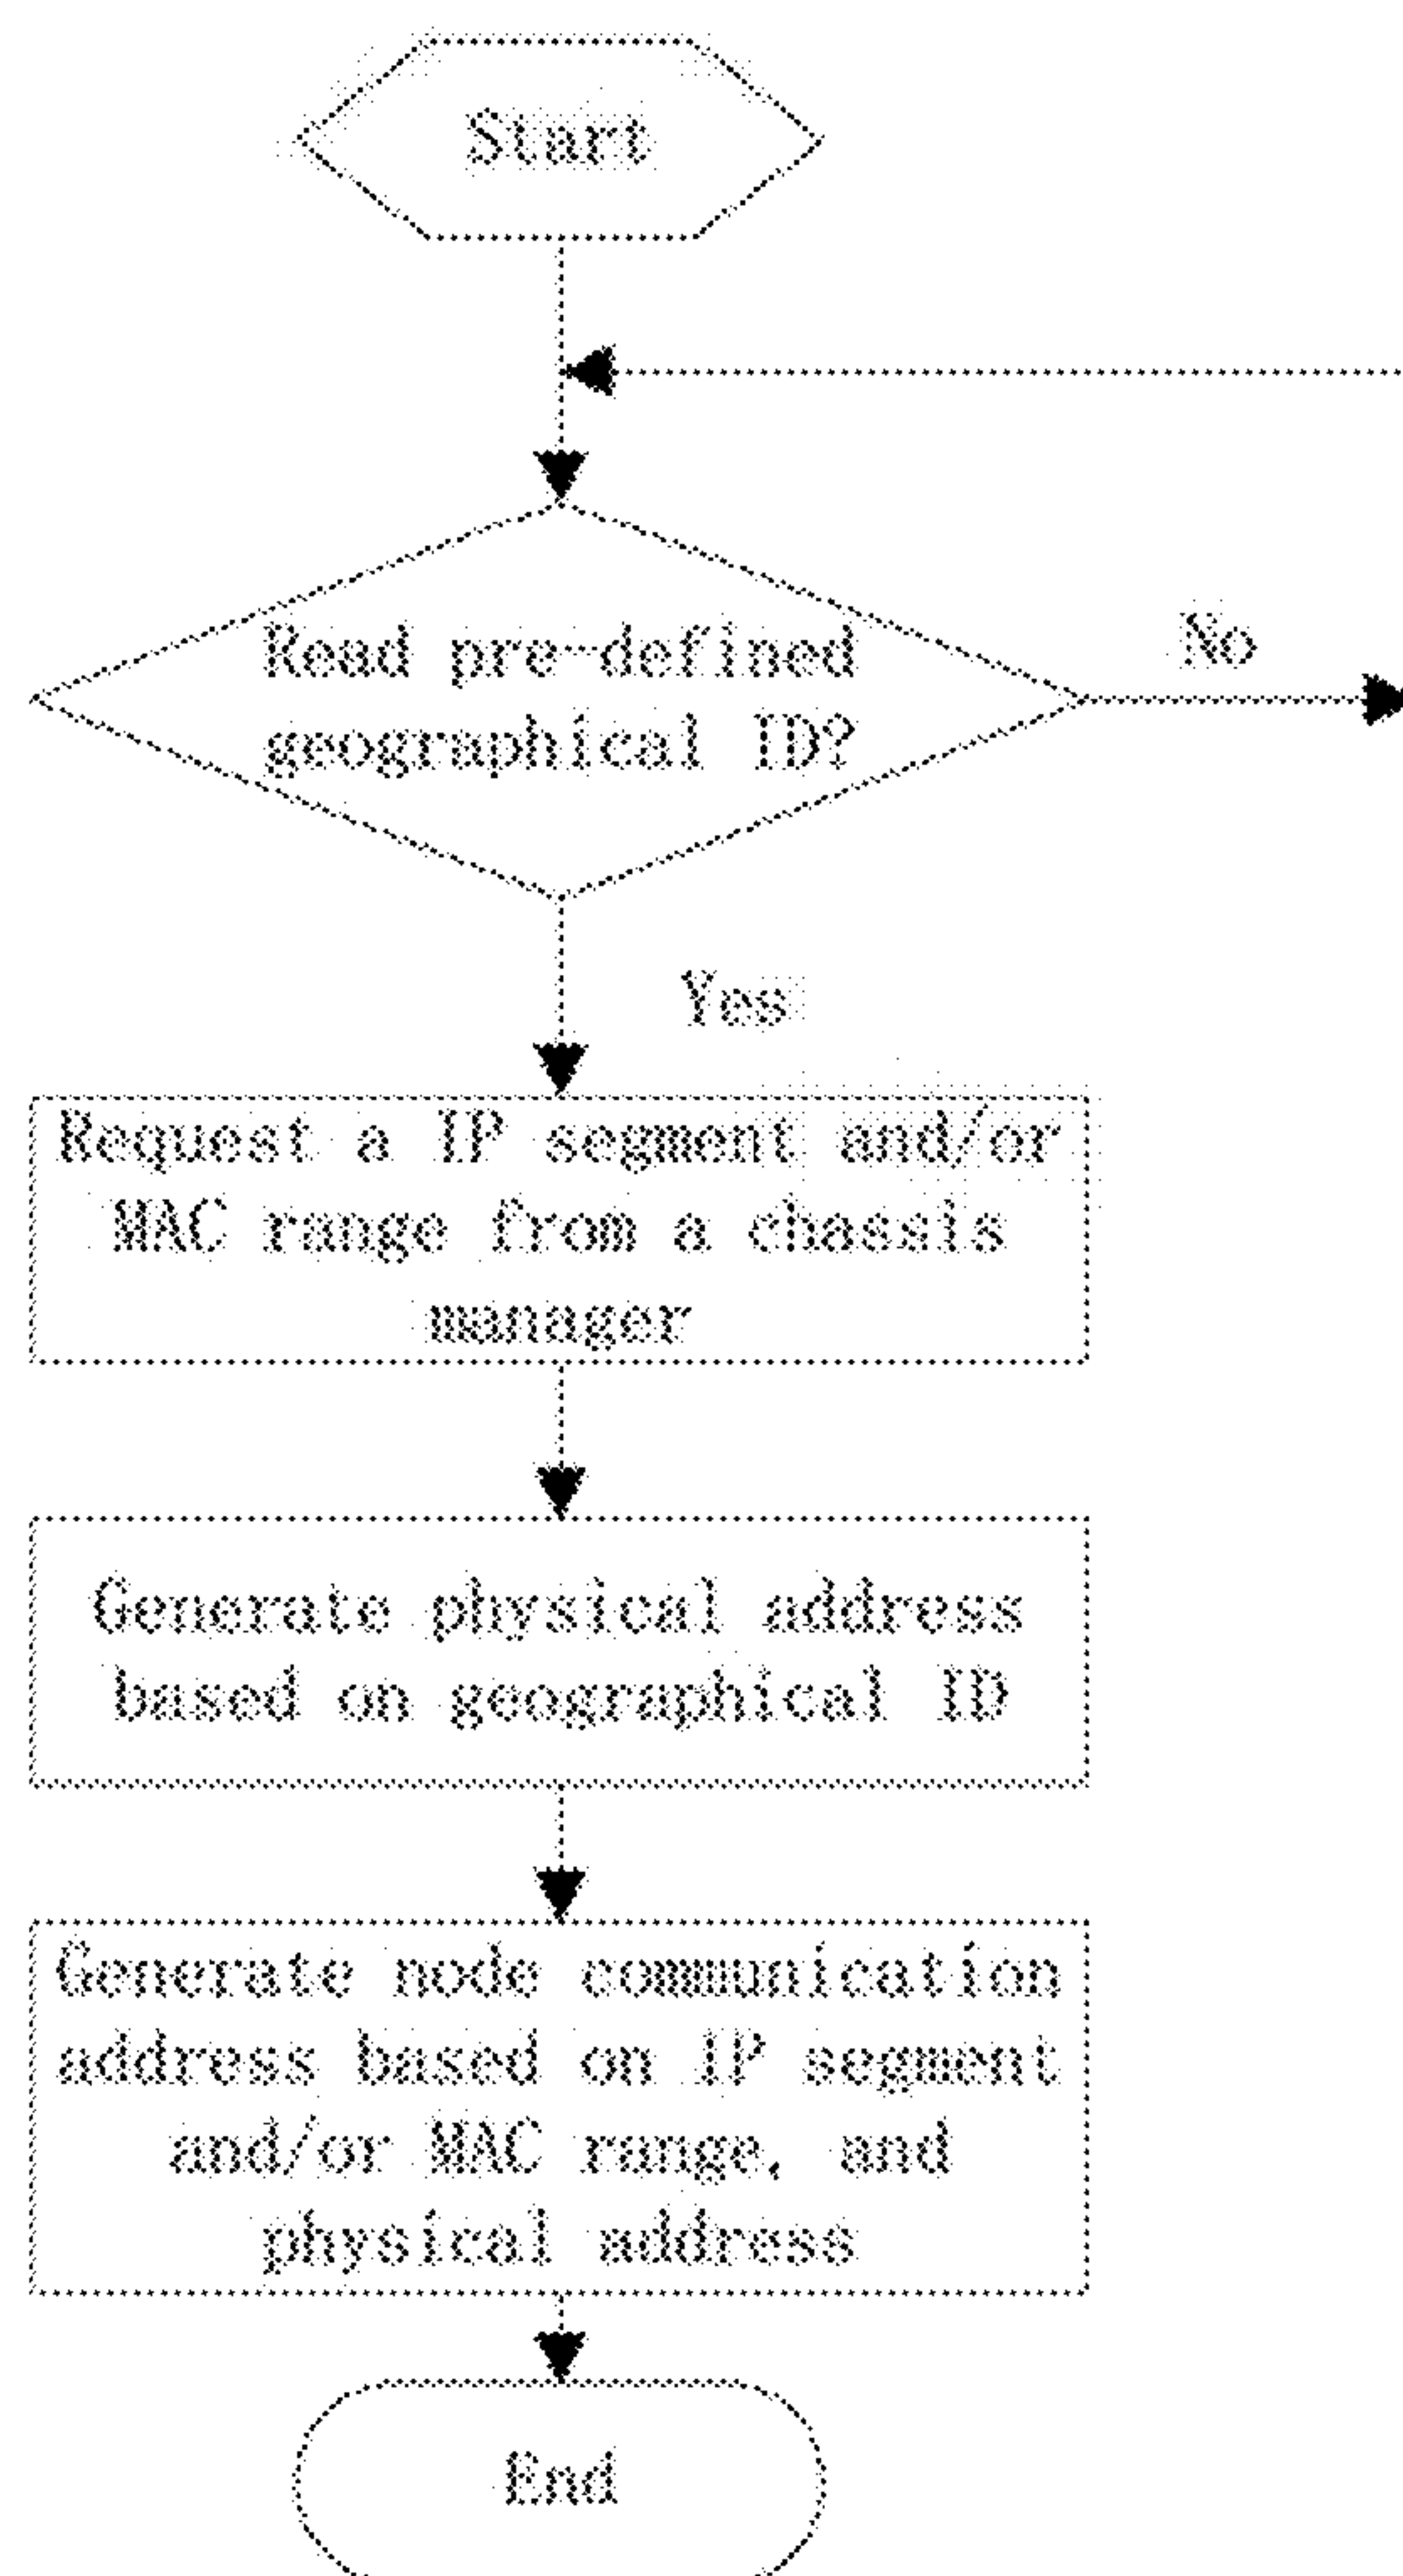 Start
Read pre-defined
geographical ID?
No
Yes
Request a IP segment and/or
MAC range from a chassis
manager
Generate physical address
based on geographical ID
Generate node communication
address based on IP segment
and/or MAC range, and
physical address
End